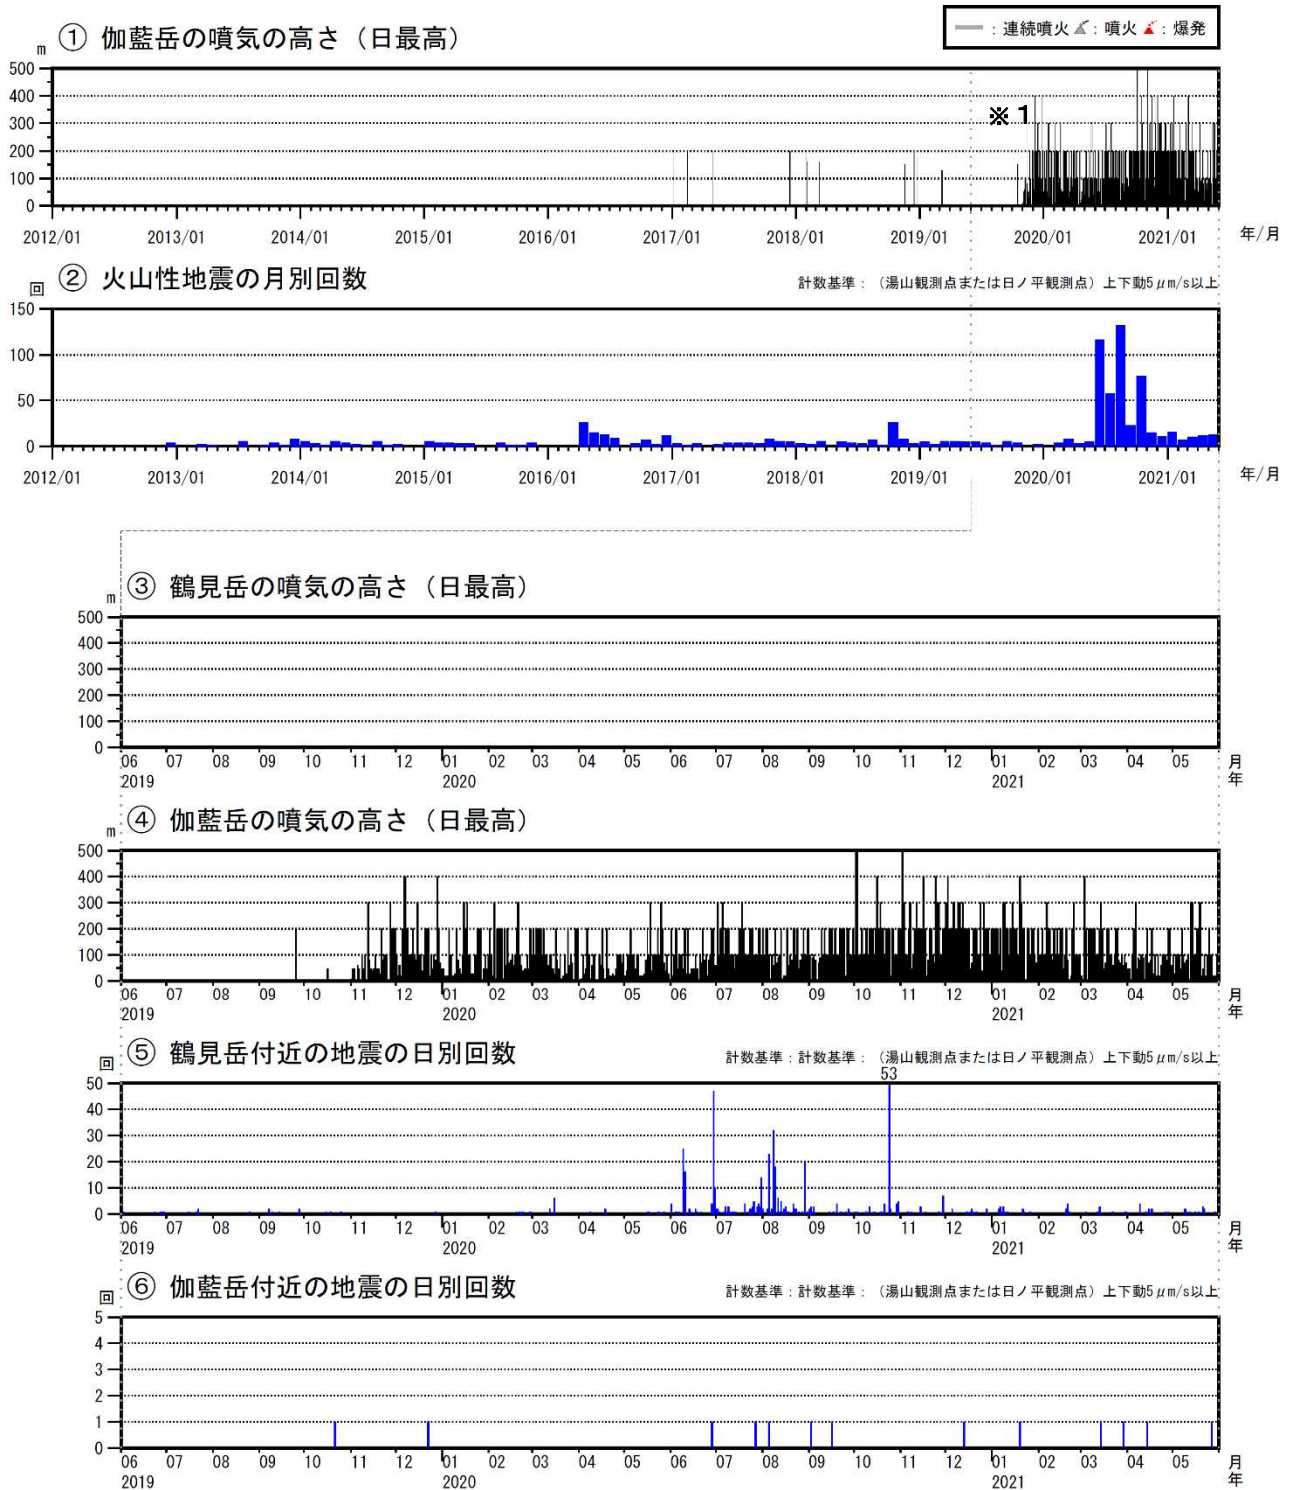 ：連続噴火 ：噴火 ：爆発
① 伽藍岳の噴気の高さ（日最高）
m
500
400
300
200
100
0
※1
2012/01 2013/01 2014/01 2015/01 2016/01 2017/01 2018/01 2019/01 2020/01 2021/01 年/月
② 火山性地震の月別回数
計数基準：（湯山観測点または日ノ平観測点）上下動5μm/s以上
回
150
100
50
0
2012/01 2013/01 2014/01 2015/01 2016/01 2017/01 2018/01 2019/01 2020/01 2021/01 年/月
③ 鶴見岳の噴気の高さ（日最高）
m
500
400
300
200
100
0
06 07 08 09 10 11 12 01 02 03 04 05 06 07 08 09 10 11 12 01 02 03 04 05 月
2019 2020 2021 年
④ 伽藍岳の噴気の高さ（日最高）
m
500
400
300
200
100
0
06 07 08 09 10 11 12 01 02 03 04 05 06 07 08 09 10 11 12 01 02 03 04 05 月
2019 2020 2021 年
⑤ 鶴見岳付近の地震の日別回数
計数基準：計数基準：（湯山観測点または日ノ平観測点）上下動5μm/s以上
回
53
50
40
30
20
10
0
06 07 08 09 10 11 12 01 02 03 04 05 06 07 08 09 10 11 12 01 02 03 04 05 月
2019 2020 2021 年
⑥ 伽藍岳付近の地震の日別回数
計数基準：計数基準：（湯山観測点または日ノ平観測点）上下動5μm/s以上
回
5
4
3
2
1
0
06 07 08 09 10 11 12 01 02 03 04 05 06 07 08 09 10 11 12 01 02 03 04 05 月
2019 2020 2021 年